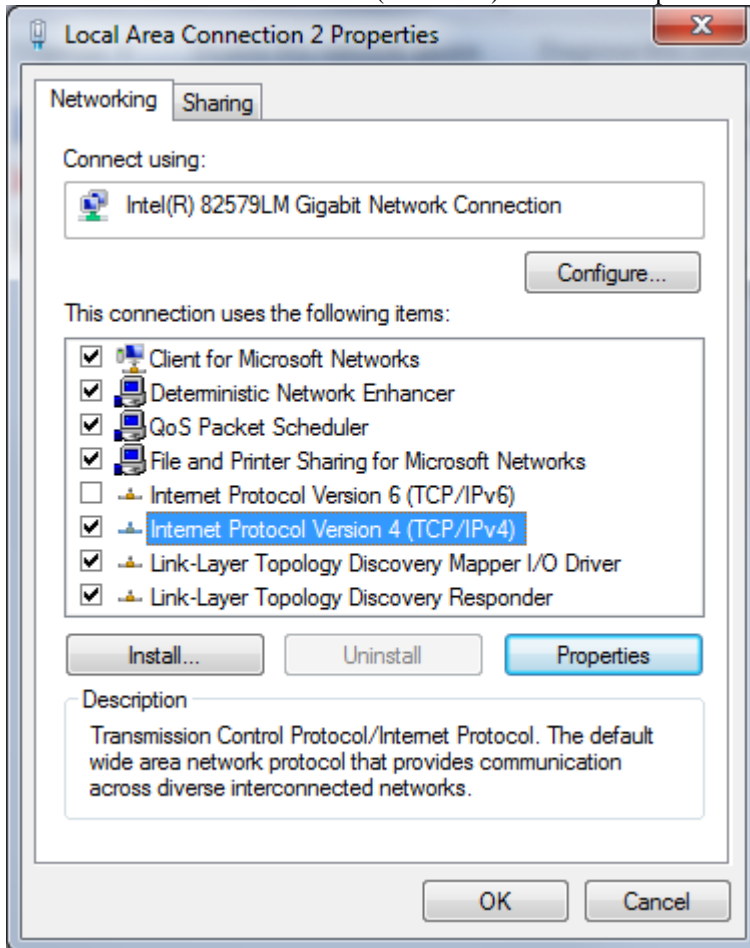 Local Area Connection 2 Properties
Networking
Sharing
Connect using:
Intel(R) 82579LM Gigabit Network Connection
Configure...
This connection uses the following items:
Client for Microsoft Networks
Deterministic Network Enhancer
QoS Packet Scheduler
File and Printer Sharing for Microsoft Networks
Internet Protocol Version 6 (TCP/IPv6)
Internet Protocol Version 4 (TCP/IPv4)
Link-Layer Topology Discovery Mapper I/O Driver
Link-Layer Topology Discovery Responder
Install...
Uninstall
Properties
Description
Transmission Control Protocol/Internet Protocol. The default
wide area network protocol that provides communication
across diverse interconnected networks.
OK
Cancel